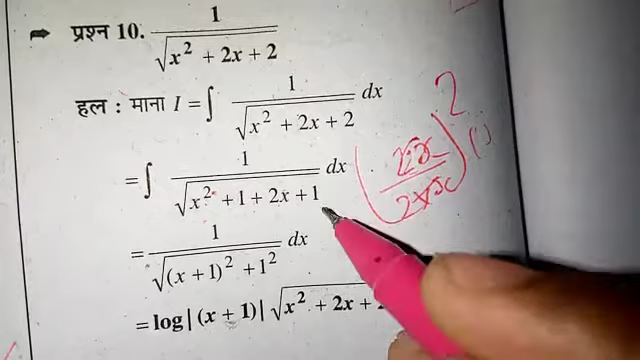 प्रश्न 10. 1/√(x² + 2x + 2)
हल : माना I = ∫ 1/√(x² + 2x + 2) dx
= ∫ 1/√(x² + 1 + 2x + 1) dx
= 1/√((x + 1)² + 1²) dx
= log|(x + 1)| √(x² + 2x +